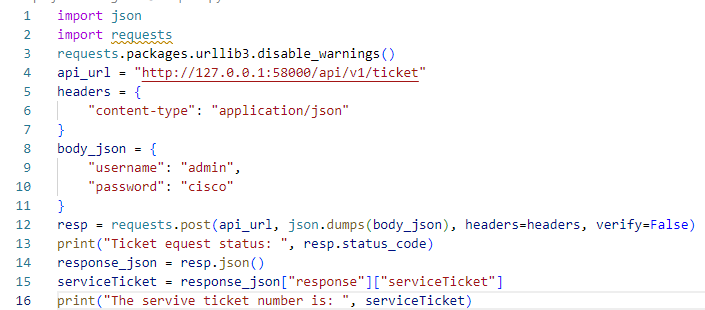 1 import json
2 import requests
3 requests.packages.urllib3.disable_warnings()
4 api_url = "http://127.0.0.1:58000/api/v1/ticket"
5 headers = {
6     "content-type": "application/json"
7 }
8 body_json = {
9     "username": "admin",
10     "password": "cisco"
11 }
12 resp = requests.post(api_url, json.dumps(body_json), headers=headers, verify=False)
13 print("Ticket equest status: ", resp.status_code)
14 response_json = resp.json()
15 serviceTicket = response_json["response"]["serviceTicket"]
16 print("The servive ticket number is: ", serviceTicket)